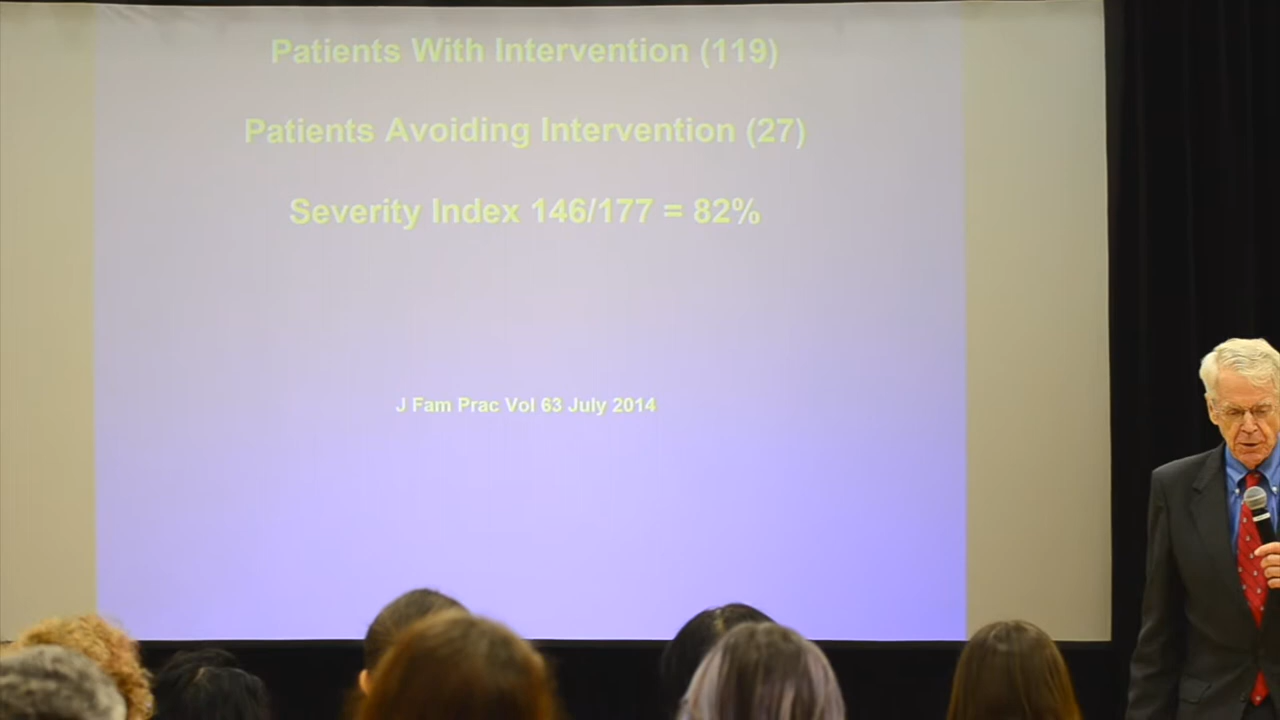 Patients With Intervention (119)
Patients Avoiding Intervention (27)
Severity Index 146/177 = 82%
J Fam Prac Vol 63 July 2014